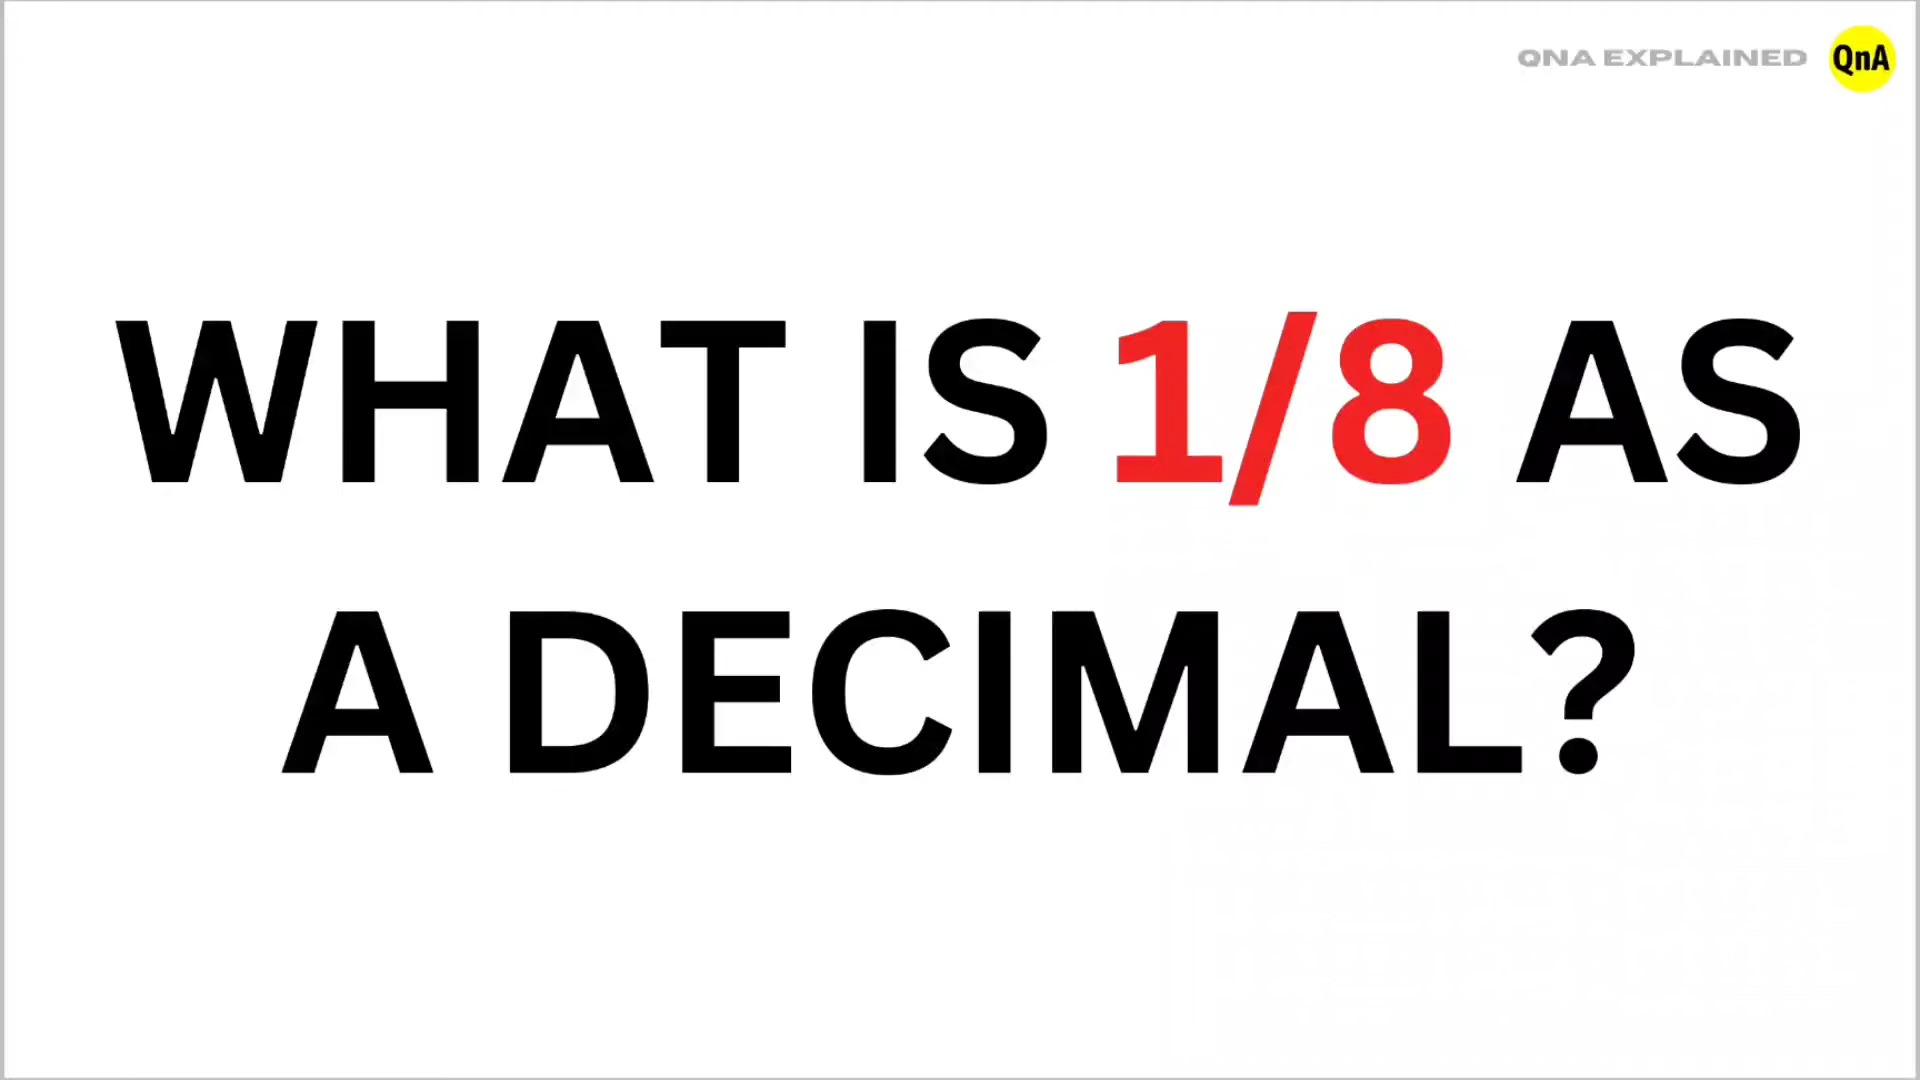 QNA EXPLAINED QnA
WHAT IS 1/8 AS
A DECIMAL?